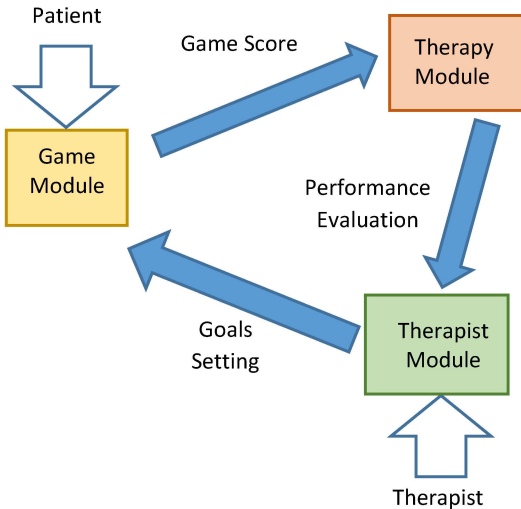 Patient
Game Score
Therapy
Module
Game
Module
Performance
Evaluation
Goals
Setting
Therapist
Module
Therapist